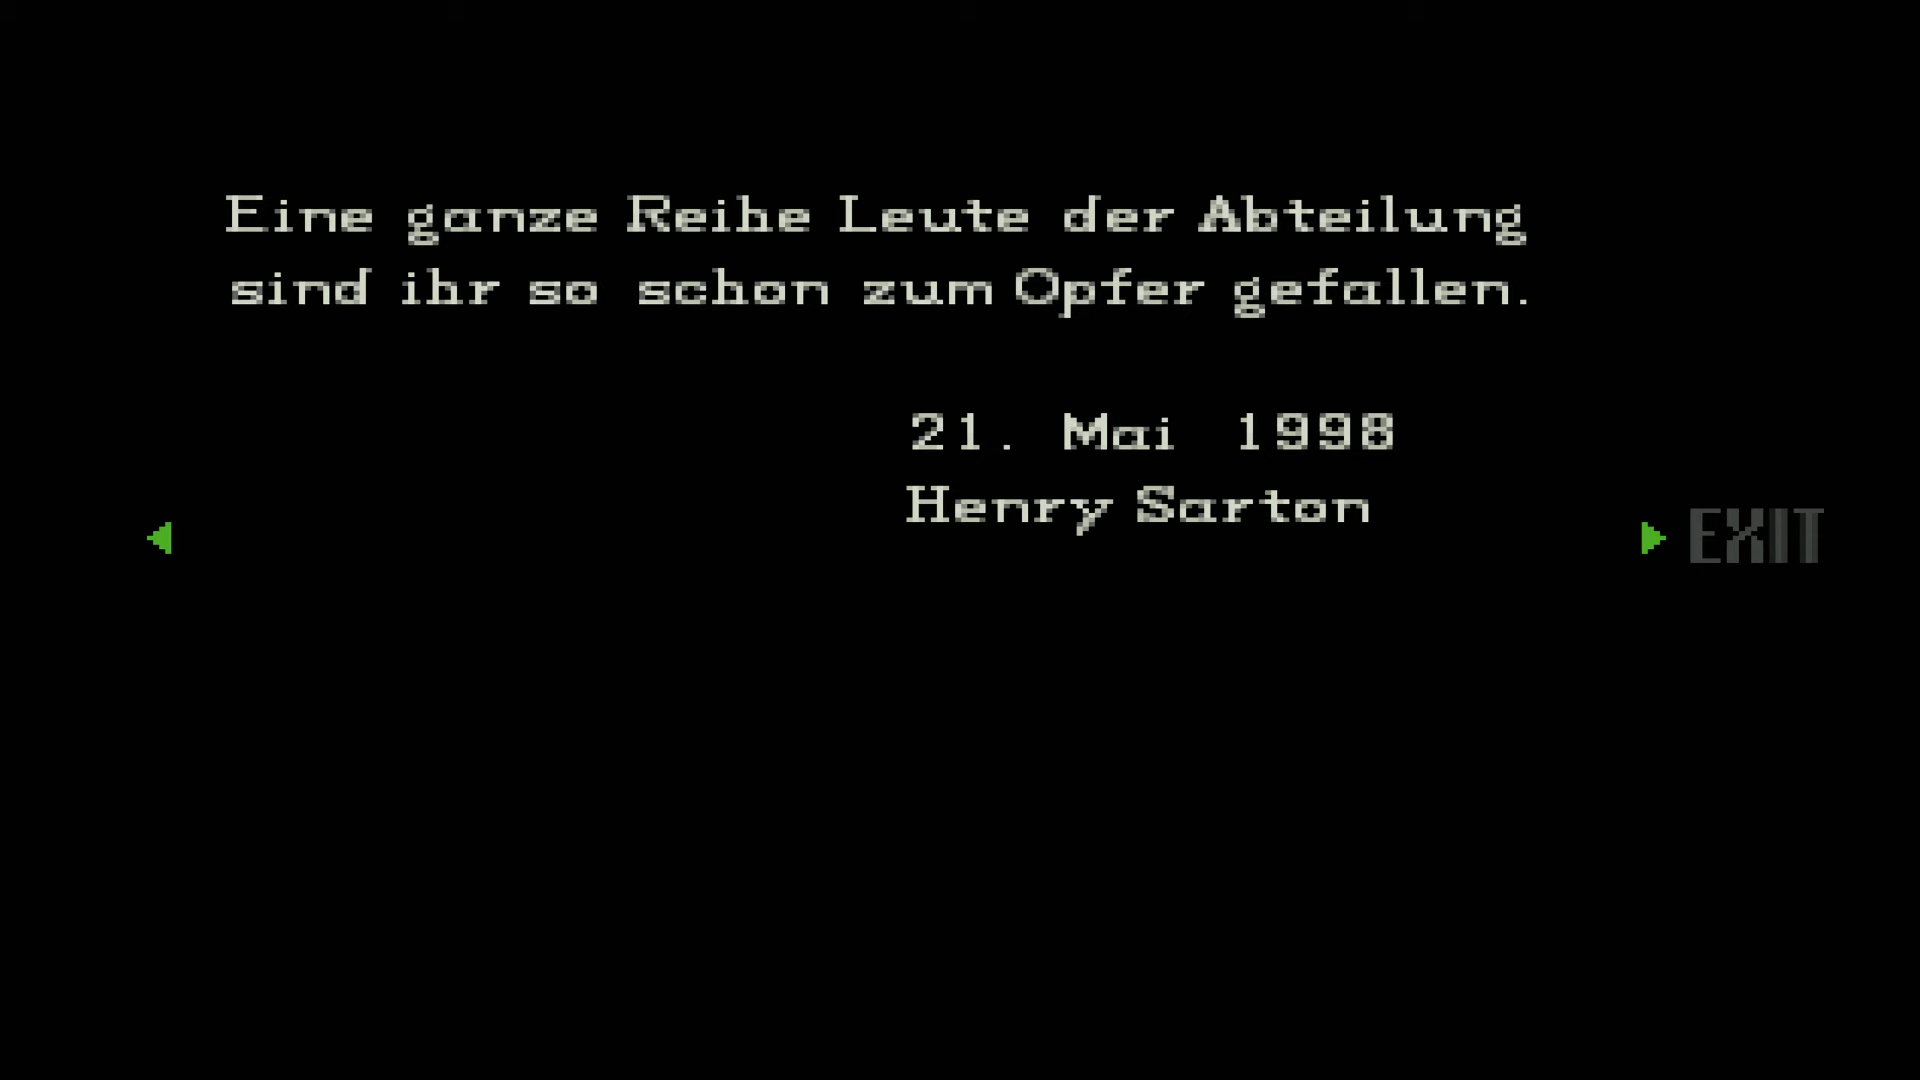 Eine ganze Reihe Leute der Abteilung
sind ihr so schon zum Opfer gefallen.
21. Mai 1998
Henry Sarton
EXIT